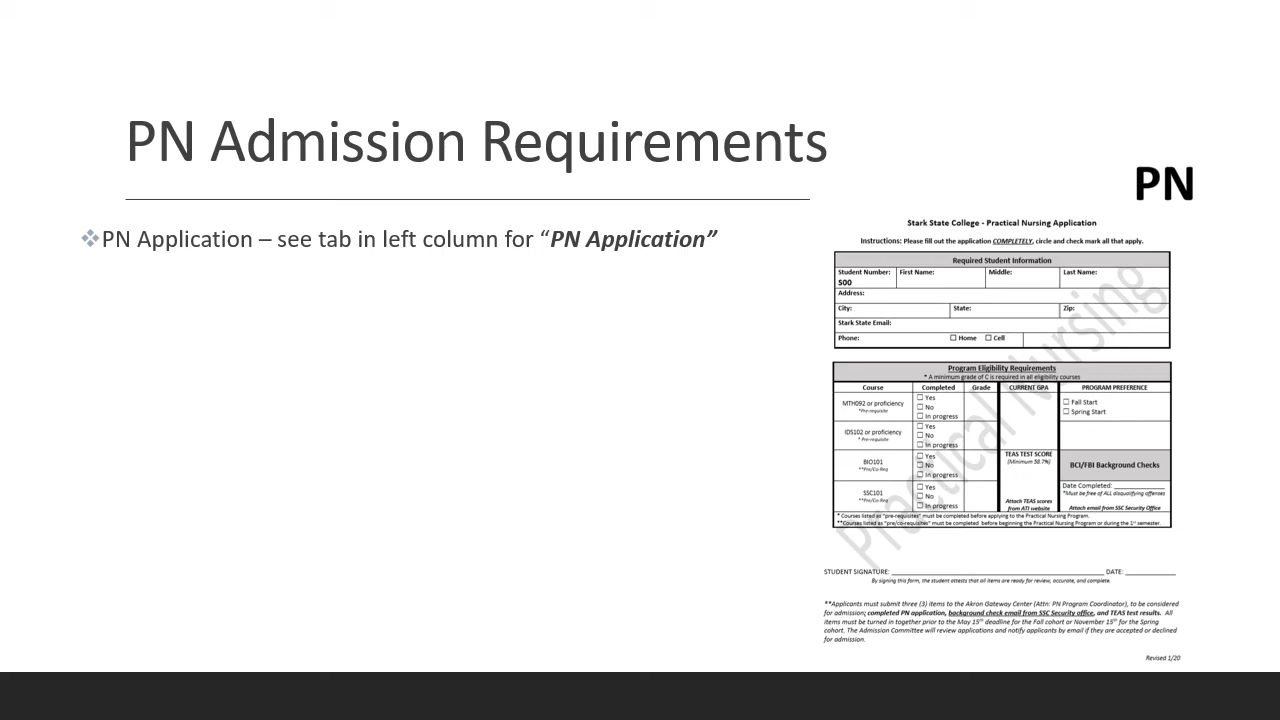 PN Admission Requirements
❖PN Application – see tab in left column for “PN Application”
PN
Stark State College - Practical Nursing Application
Instructions: Please fill out the application COMPLETELY, circle and check mark all that apply.
Required Student Information
Student Number: First Name: Middle: Last Name:
S00
Address:
City: State: Zip:
Stark State Email:
Phone: ☐ Home ☐ Cell
Program Eligibility Requirements
* A minimum grade of C is required in all eligibility courses
Course Completed Grade CURRENT GPA PROGRAM PREFERENCE
MTH092 or proficiency
*Pre-requisite
☐ Yes
☐ No
☐ In progress
☐ Fall Start
☐ Spring Start
IDS102 or proficiency
* Pre-requisite
☐ Yes
☐ No
☐ In progress
BIO101
**Pre/Co-Req
☐ Yes
☐ No
☐ In progress
TEAS TEST SCORE
(Minimum 58.7%)
BCI/FBI Background Checks
SSC101
**Pre/Co-Req
☐ Yes
☐ No
☐ In progress
Attach TEAS scores
from ATI website
Date Completed: ____________
*Must be free of ALL disqualifying offenses
Attach email from SSC Security Office
* Courses listed as "pre-requisites" must be completed before applying to the Practical Nursing Program.
**Courses listed as "pre/co-requisites" must be completed before beginning the Practical Nursing Program or during the 1st semester.
Practical Nursing
STUDENT SIGNATURE: ____________ DATE: ____________
By signing this form, the student attests that all items are ready for review, accurate, and complete.
**Applicants must submit three (3) items to the Akron Gateway Center (Attn: PN Program Coordinator), to be considered
for admission; completed PN application, background check email from SSC Security office, and TEAS test results. All
items must be turned in together prior to the May 15th deadline for the Fall cohort or November 15th for the Spring
cohort. The Admission Committee will review applications and notify applicants by email if they are accepted or declined
for admission.
Revised 1/20